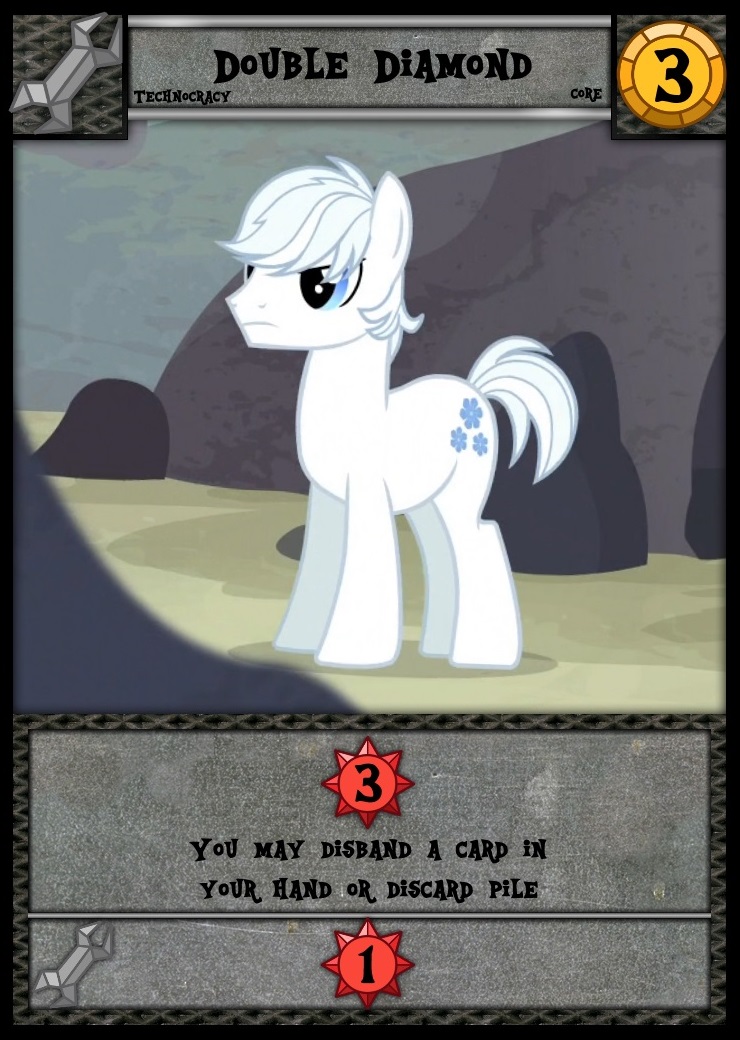 Double Diamond
Technocracy
Core
3
3
You may disband a card in
your hand or discard pile
1